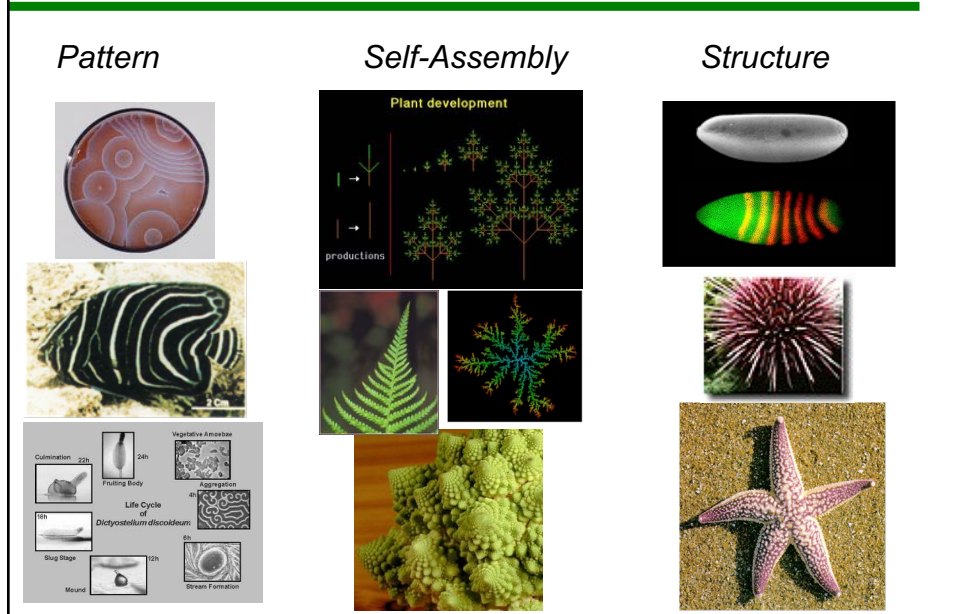 Pattern
Self-Assembly
Structure
Plant development
productions
2 Cm
Vegetative Amoebae
Culmination
22h
24h
Fruiting Body
Aggregation
4h
Life Cycle
of
Dictyostelium discoideum
16h
6h
Slug Stage
12h
Stream Formation
Mound